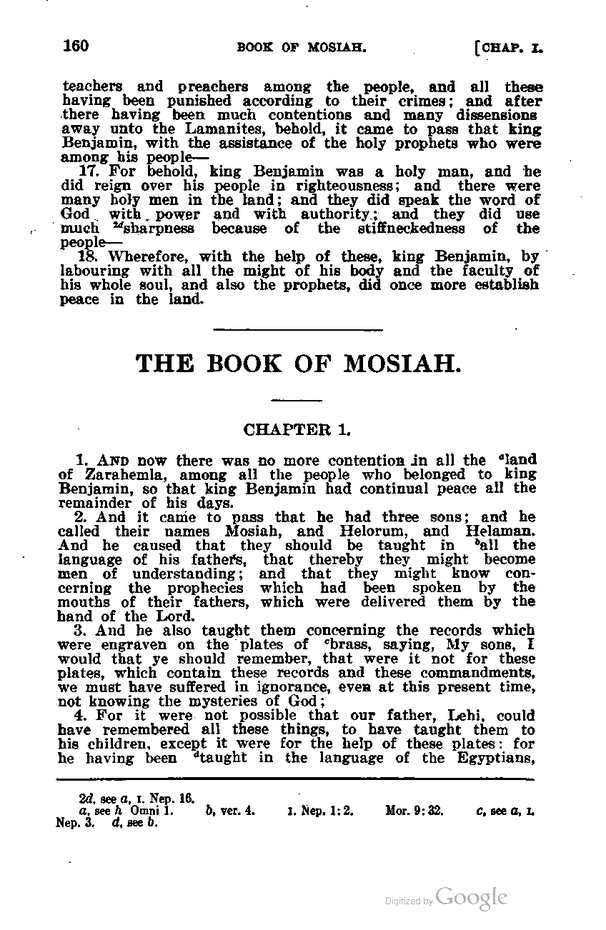 160 BOOK OF MOSIAH. [CHAP. I.
teachers and preachers among the people, and all these
having been punished according to their crimes; and after
there having been much contentions and many dissensions
away unto the Lamanites, behold, it came to pass that king
Benjamin, with the assistance of the holy prophets who were
among his people—
17. For behold, king Benjamin was a holy man, and he
did reign over his people in righteousness; and there were
many holy men in the land; and they did speak the word of
God with power and with authority; and they did use
much 2dsharpness because of the stiffneckedness of the
people—
18. Wherefore, with the help of these, king Benjamin, by
labouring with all the might of his body and the faculty of
his whole soul, and also the prophets, did once more establish
peace in the land.
THE BOOK OF MOSIAH.
CHAPTER 1.
1. AND now there was no more contention in all the aland
of Zarahemla, among all the people who belonged to king
Benjamin, so that king Benjamin had continual peace all the
remainder of his days.
2. And it came to pass that he had three sons; and he
called their names Mosiah, and Helorum, and Helaman.
And he caused that they should be taught in ball the
language of his fathers, that thereby they might become
men of understanding; and that they might know con-
cerning the prophecies which had been spoken by the
mouths of their fathers, which were delivered them by the
hand of the Lord.
3. And he also taught them concerning the records which
were engraven on the plates of cbrass, saying, My sons, I
would that ye should remember, that were it not for these
plates, which contain these records and these commandments,
we must have suffered in ignorance, even at this present time,
not knowing the mysteries of God;
4. For it were not possible that our father, Lehi, could
have remembered all these things, to have taught them to
his children, except it were for the help of these plates: for
he having been dtaught in the language of the Egyptians,
2d, see a, I. Nep. 16.
a, see h Omni 1. b, ver. 4. I. Nep. 1:2. Mor. 9:32. c, see a, I.
Nep. 3. d, see b.
Digitized by Google